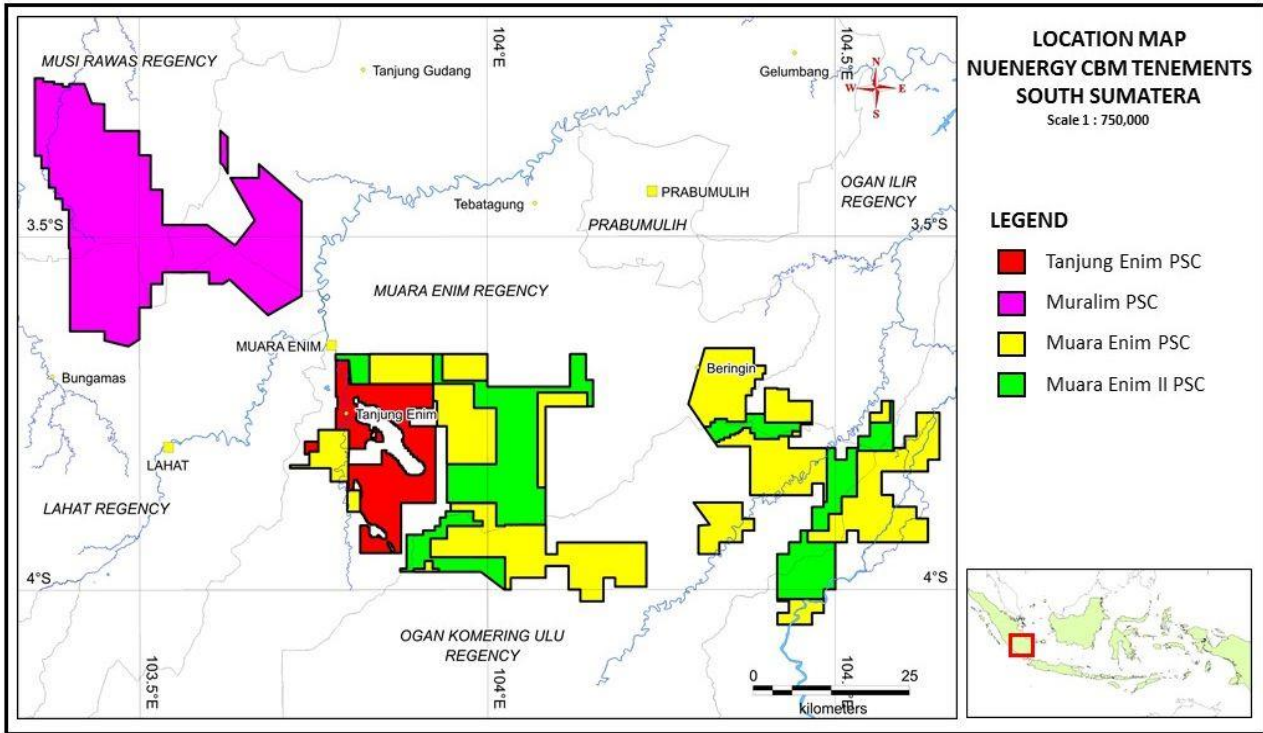 LOCATION MAP
NUENERGY CBM TENEMENTS
SOUTH SUMATERA
Scale 1 : 750,000
LEGEND
Tanjung Enim PSC
Muralim PSC
Muara Enim PSC
Muara Enim II PSC
104°E
104.5°E
N
W E
S
MUSI RAWAS REGENCY
Tanjung Gudang
Gelumbang
OGAN ILIR
REGENCY
PRABUMULIH
Tebatagung
PRABUMULIH
3.5°S
3.5°S
MUARA ENIM REGENCY
MUARA ENIM
Bungamas
Beringin
Tanjung Enim
LAHAT
LAHAT REGENCY
4°S
4°S
OGAN KOMERING ULU
REGENCY
103.5°E
104°E
104.5°E
0 25
kilometers